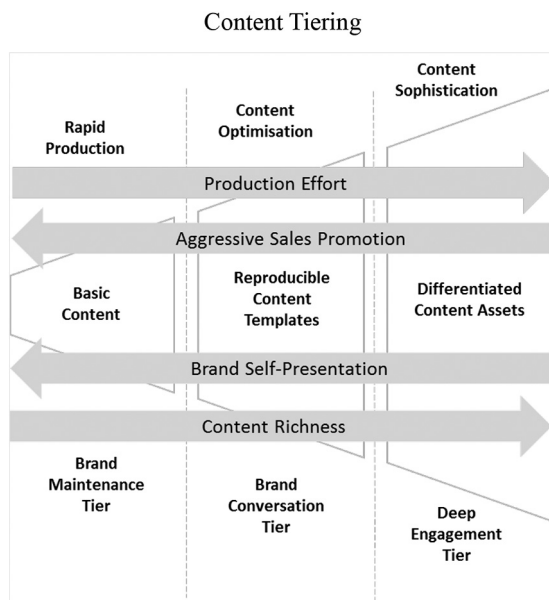 Content Tiering
Rapid
Production
Content
Optimisation
Content
Sophistication
Production Effort
Aggressive Sales Promotion
Basic
Content
Reproducible
Content
Templates
Differentiated
Content Assets
Brand Self-Presentation
Content Richness
Brand
Maintenance
Tier
Brand
Conversation
Tier
Deep
Engagement
Tier